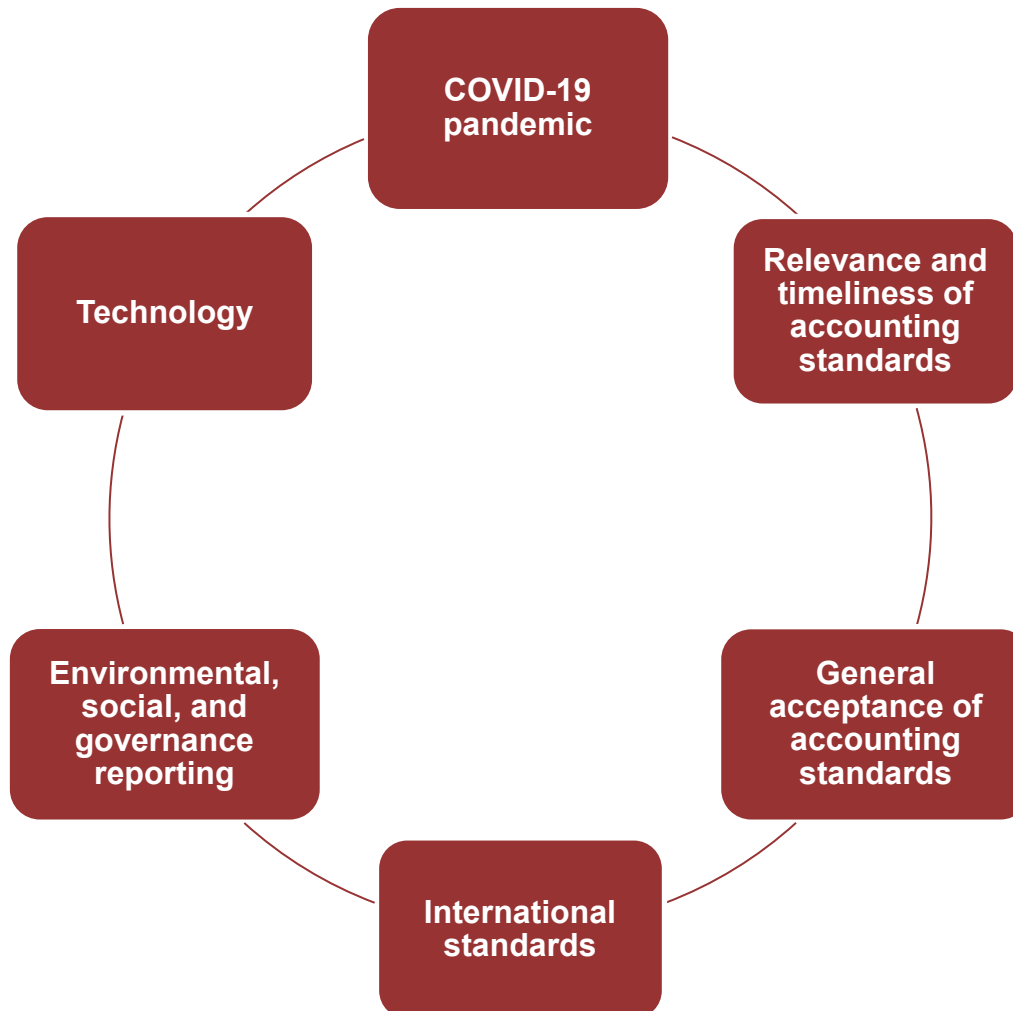 COVID-19
pandemic
Relevance and
timeliness of
accounting
standards
General
acceptance of
accounting
standards
International
standards
Environmental,
social, and
governance
reporting
Technology